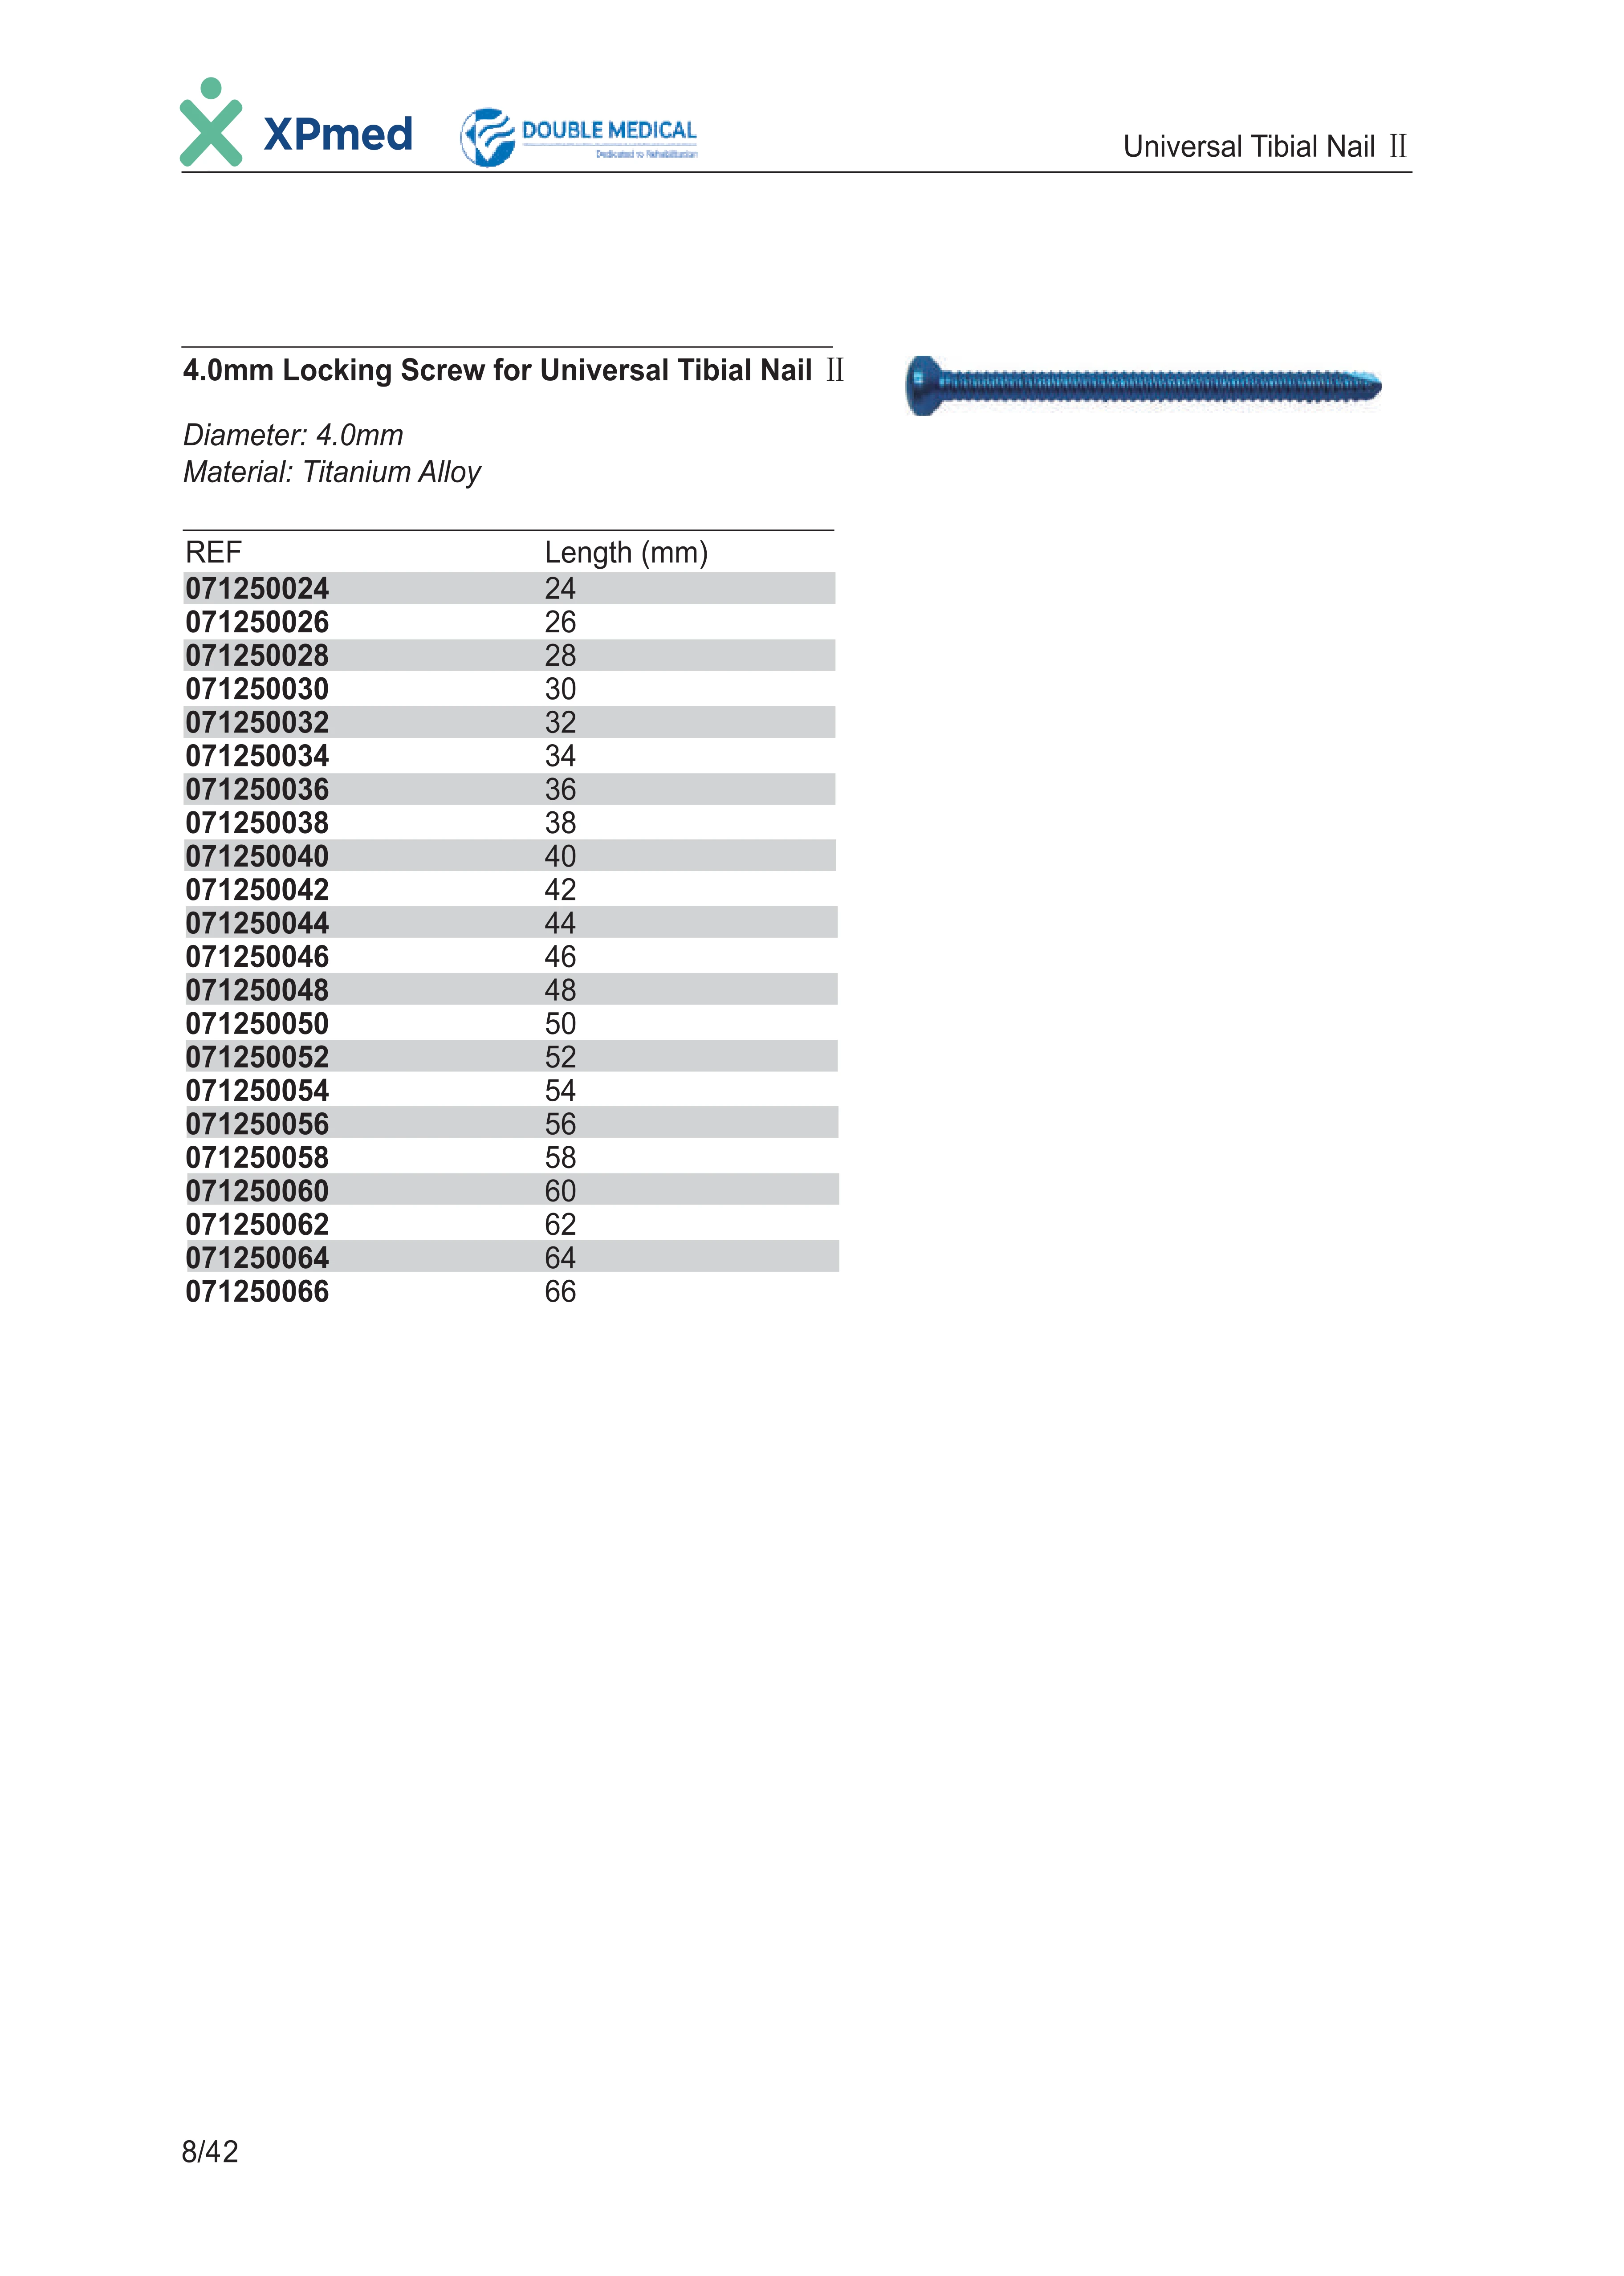 XPmed
DOUBLE MEDICAL
Dedicated to Rehabilitation
Universal Tibial Nail Ⅱ
4.0mm Locking Screw for Universal Tibial Nail Ⅱ
Diameter: 4.0mm
Material: Titanium Alloy
REF Length (mm)
071250024 24
071250026 26
071250028 28
071250030 30
071250032 32
071250034 34
071250036 36
071250038 38
071250040 40
071250042 42
071250044 44
071250046 46
071250048 48
071250050 50
071250052 52
071250054 54
071250056 56
071250058 58
071250060 60
071250062 62
071250064 64
071250066 66
8/42